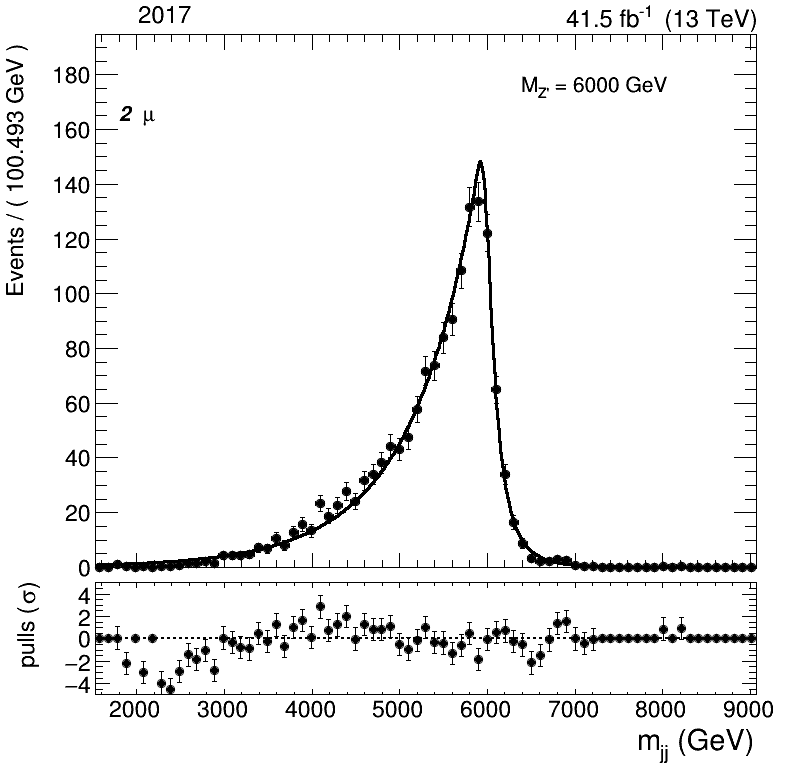 2017
41.5 fb⁻¹ (13 TeV)
Events / ( 100.493 GeV )
180
160
140
120
100
80
60
40
20
0
M_Z' = 6000 GeV
2 μ
pulls (σ)
4
2
0
−2
−4
2000 3000 4000 5000 6000 7000 8000 9000
m_jj (GeV)